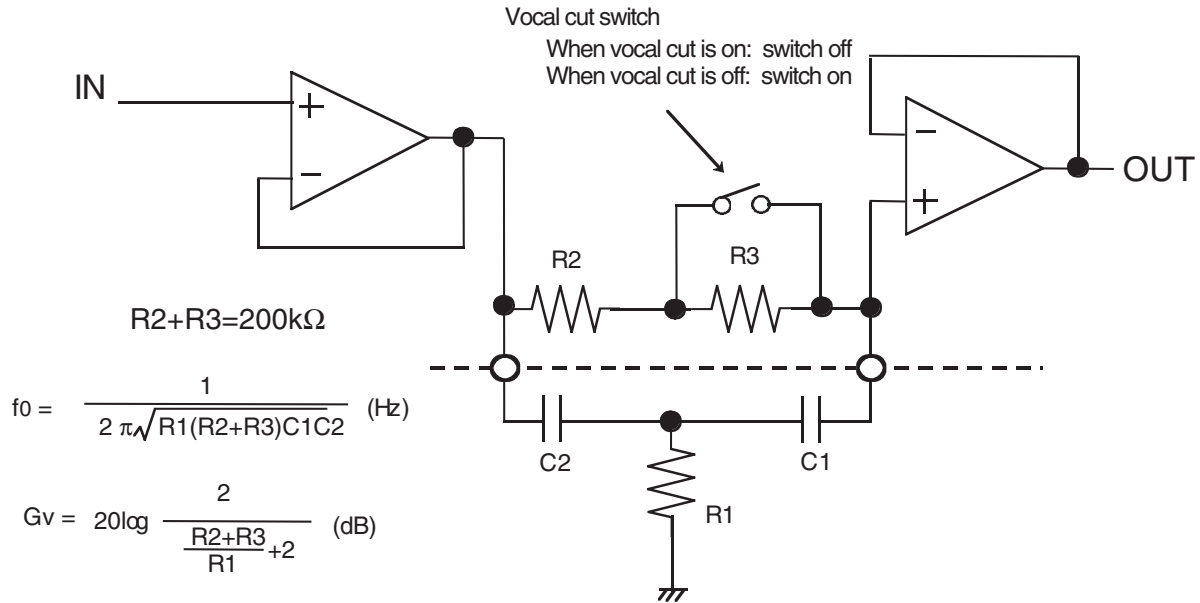 Vocal cut switch
When vocal cut is on: switch off
When vocal cut is off: switch on
IN
+
−
−
+
OUT
R2
R3
R2+R3=200kΩ
f0 = 1 / 2 π√R1(R2+R3)C1C2 (Hz)
C2
C1
R1
Gv = 20log 2 / R2+R3 / R1 +2 (dB)